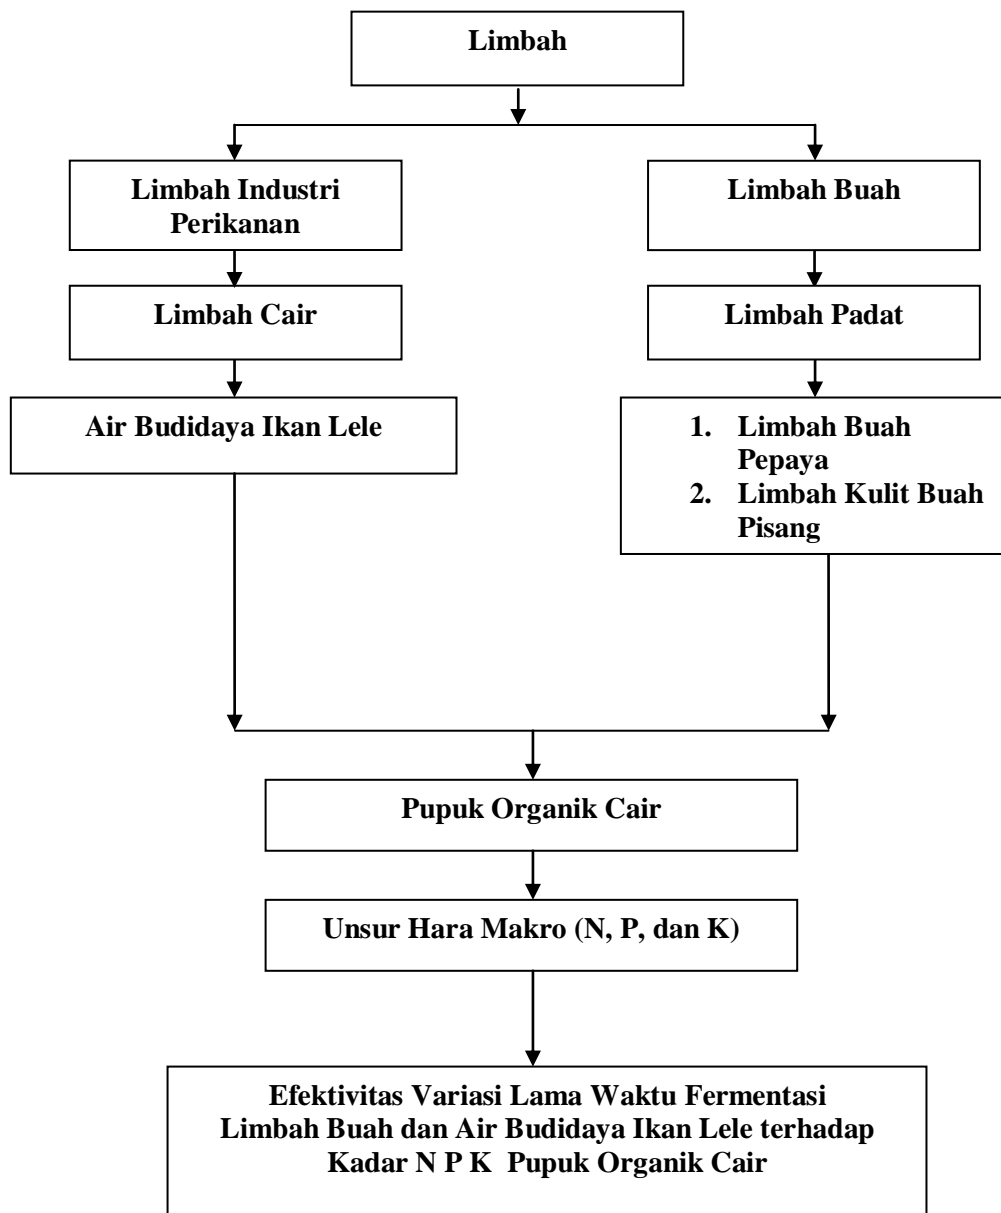 Limbah
Limbah Industri
Perikanan
Limbah Buah
Limbah Cair
Limbah Padat
Air Budidaya Ikan Lele
1. Limbah Buah
Pepaya
2. Limbah Kulit Buah
Pisang
Pupuk Organik Cair
Unsur Hara Makro (N, P, dan K)
Efektivitas Variasi Lama Waktu Fermentasi
Limbah Buah dan Air Budidaya Ikan Lele terhadap
Kadar N P K Pupuk Organik Cair